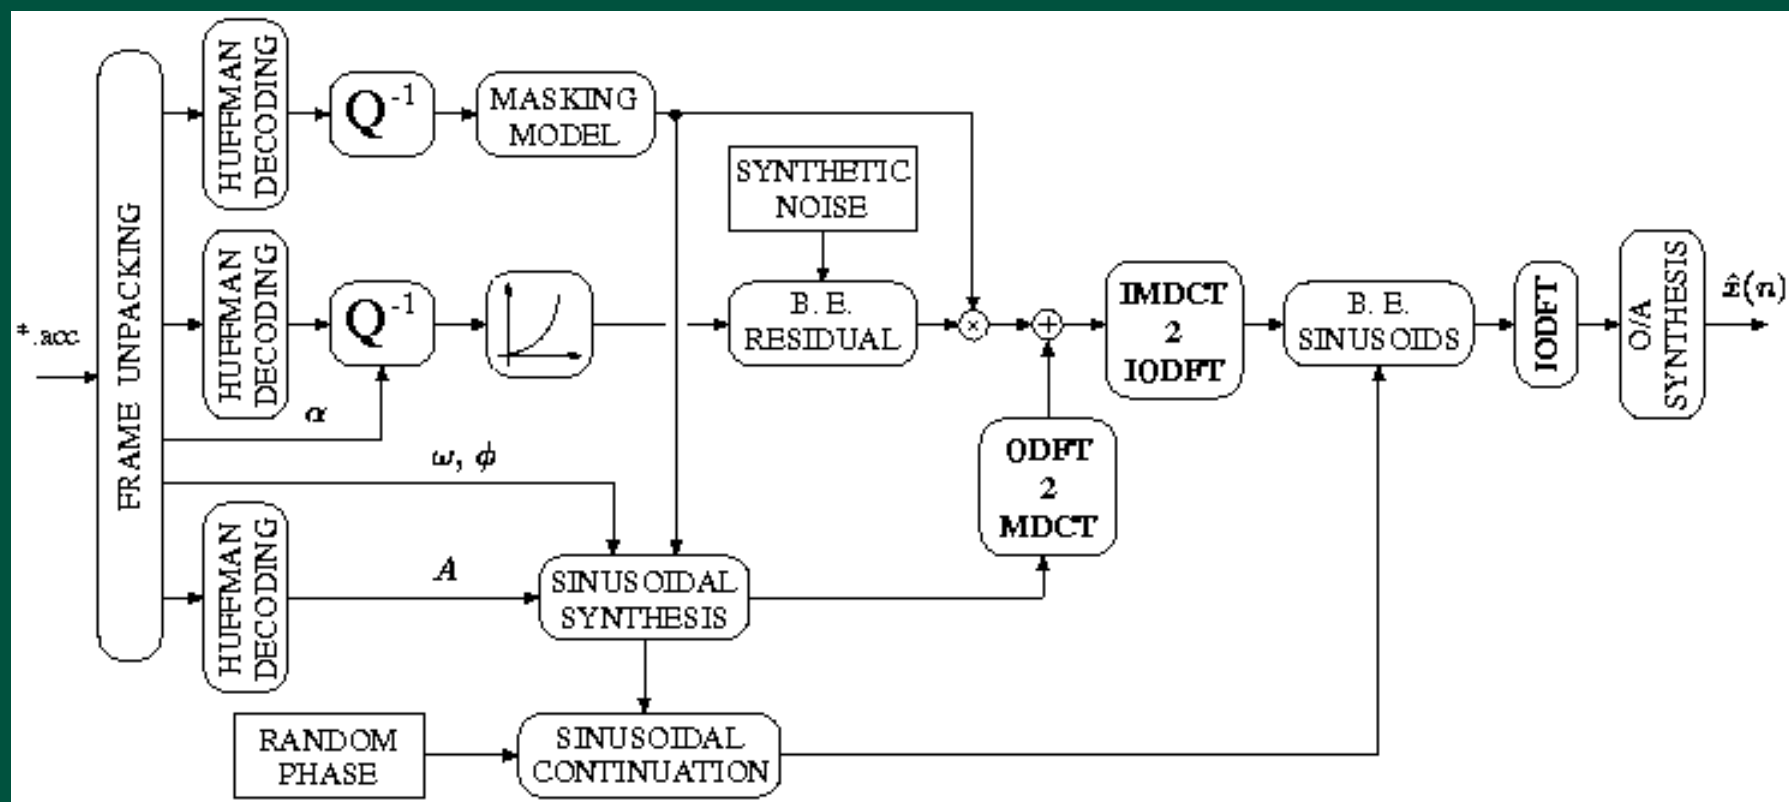 *.acc
FRAME UNPACKING
HUFFMAN
DECODING
Q⁻¹
MASKING
MODEL
SYNTHETIC
NOISE
HUFFMAN
DECODING
Q⁻¹
α
B. E.
RESIDUAL
×
+
IMDCT
2
IODFT
B. E.
SINUSOIDS
IODFT
O/A
SYNTHESIS
x̂(n)
ω, φ
ODFT
2
MDCT
HUFFMAN
DECODING
A
SINUSOIDAL
SYNTHESIS
RANDOM
PHASE
SINUSOIDAL
CONTINUATION